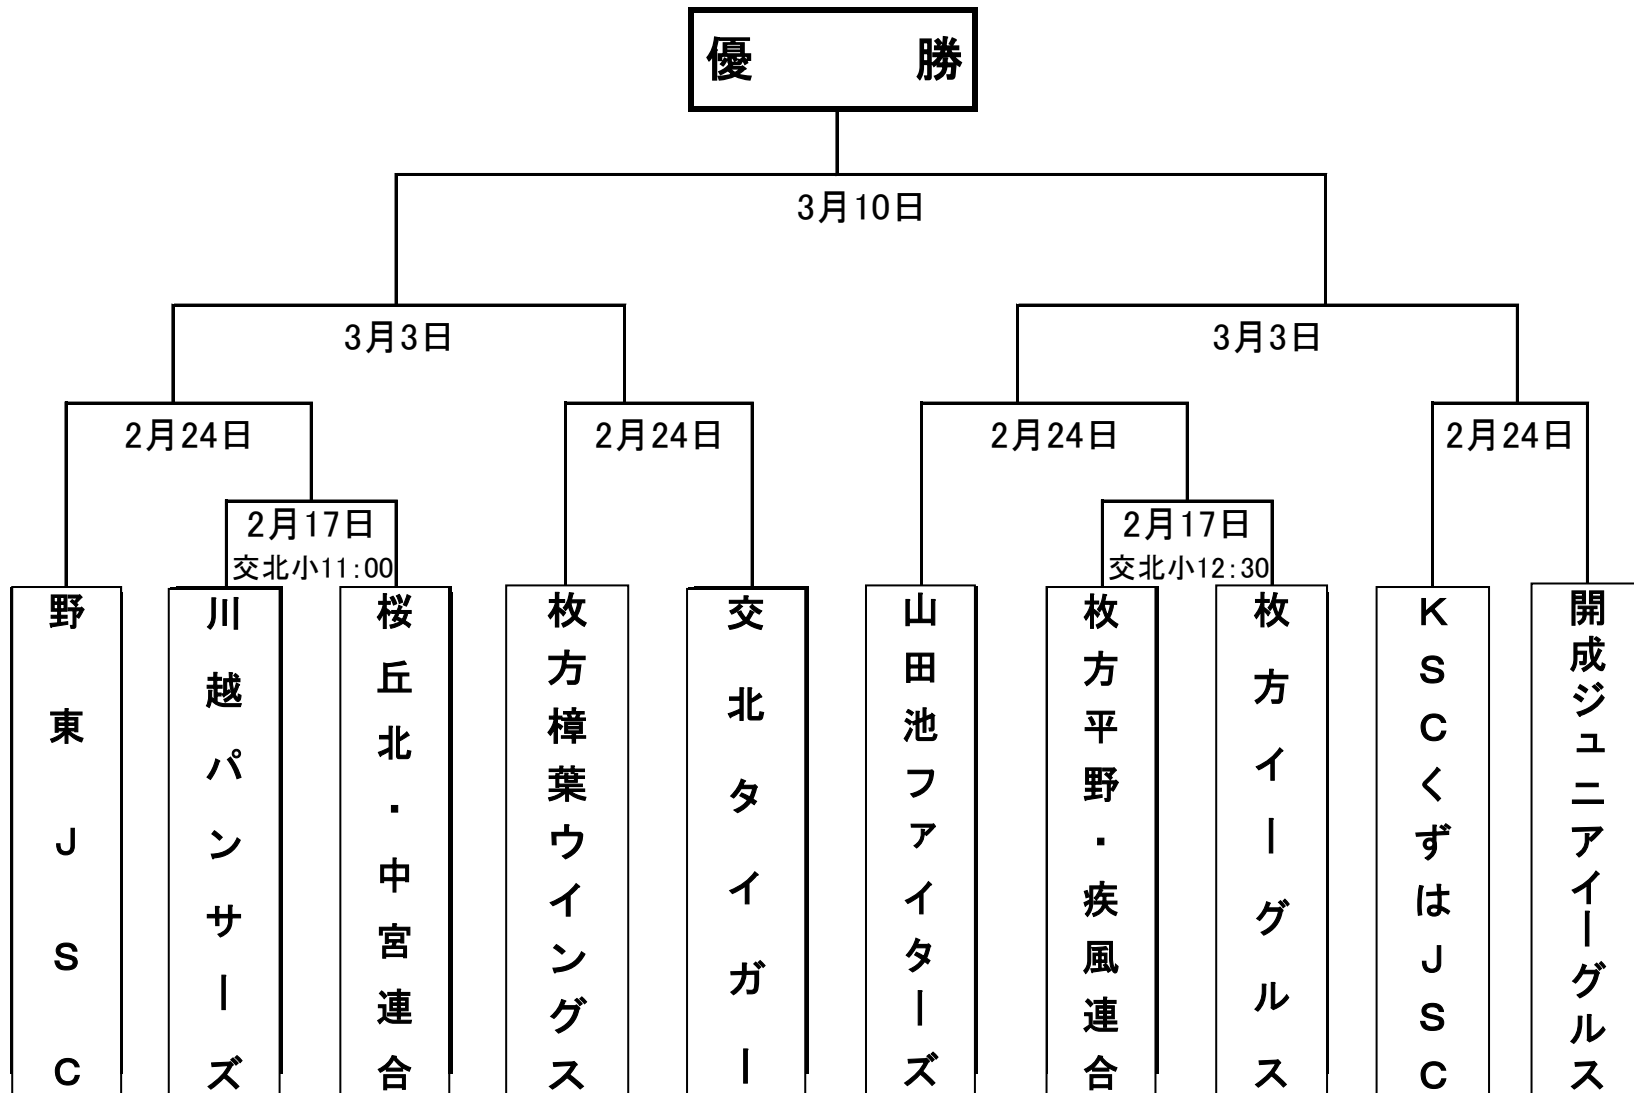 優　勝
3月10日
3月3日
3月3日
2月24日
2月24日
2月24日
2月24日
2月17日
交北小11:00
2月17日
交北小12:30
野東JSC
川越パンサーズ
桜丘北・中宮連合
枚方樟葉ウイングス
交北タイガー
山田池ファイターズ
枚方平野・疾風連合
枚方イーグルス
KSCくずはJSC
開成ジュニアイーグルス